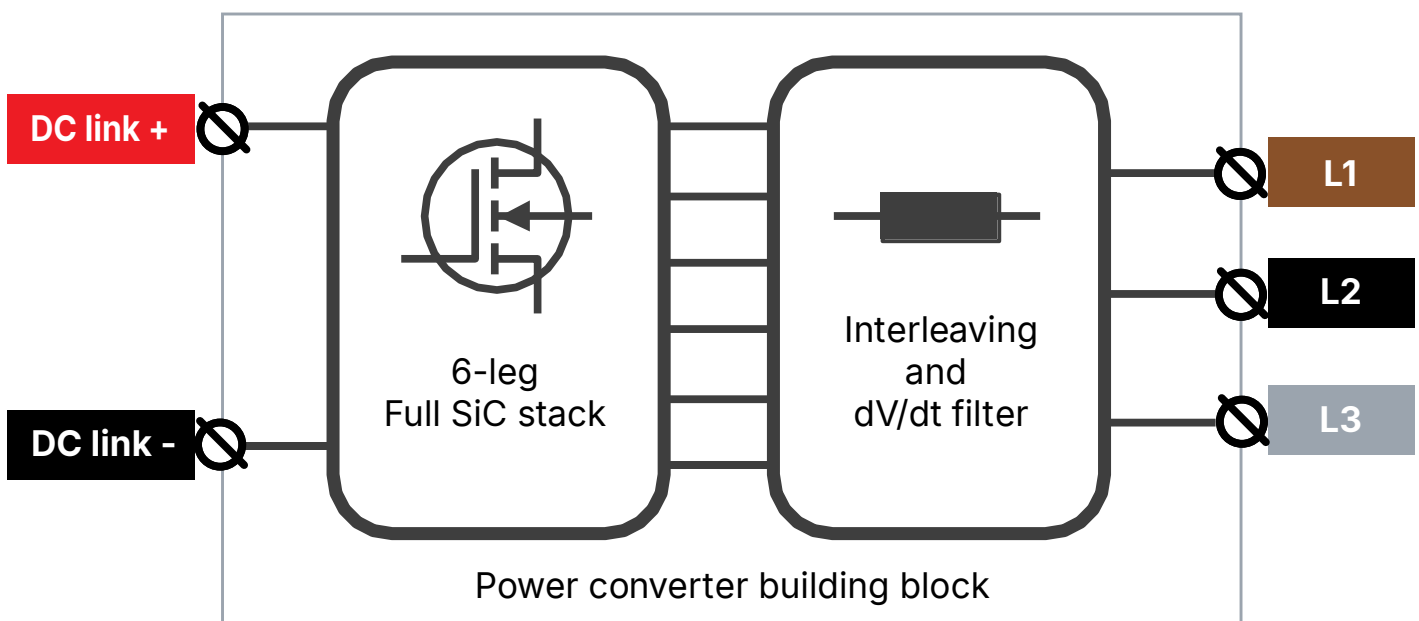 DC link +
DC link -
6-leg
Full SiC stack
Interleaving
and
dV/dt filter
L1
L2
L3
Power converter building block